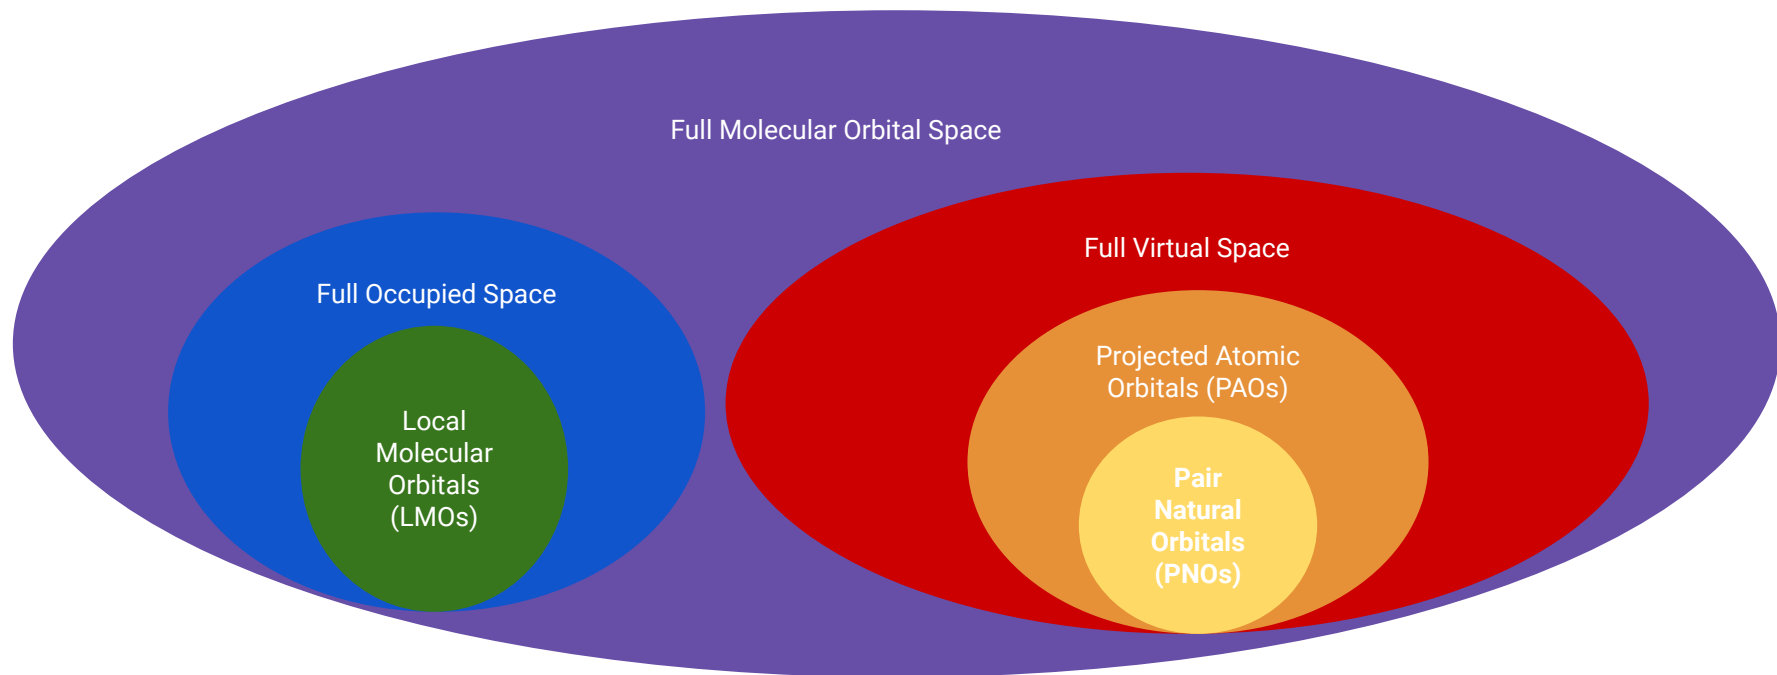 Full Molecular Orbital Space
Full Virtual Space
Full Occupied Space
Projected Atomic
Orbitals (PAOs)
Local
Molecular
Orbitals
(LMOs)
Pair
Natural
Orbitals
(PNOs)